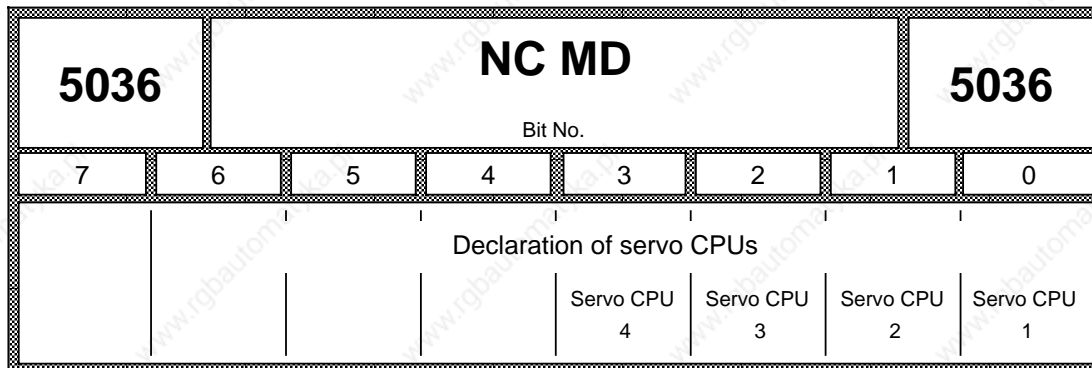 5036 NC MD 5036
Bit No.
7 6 5 4 3 2 1 0
Declaration of servo CPUs
Servo CPU Servo CPU Servo CPU Servo CPU
4 3 2 1